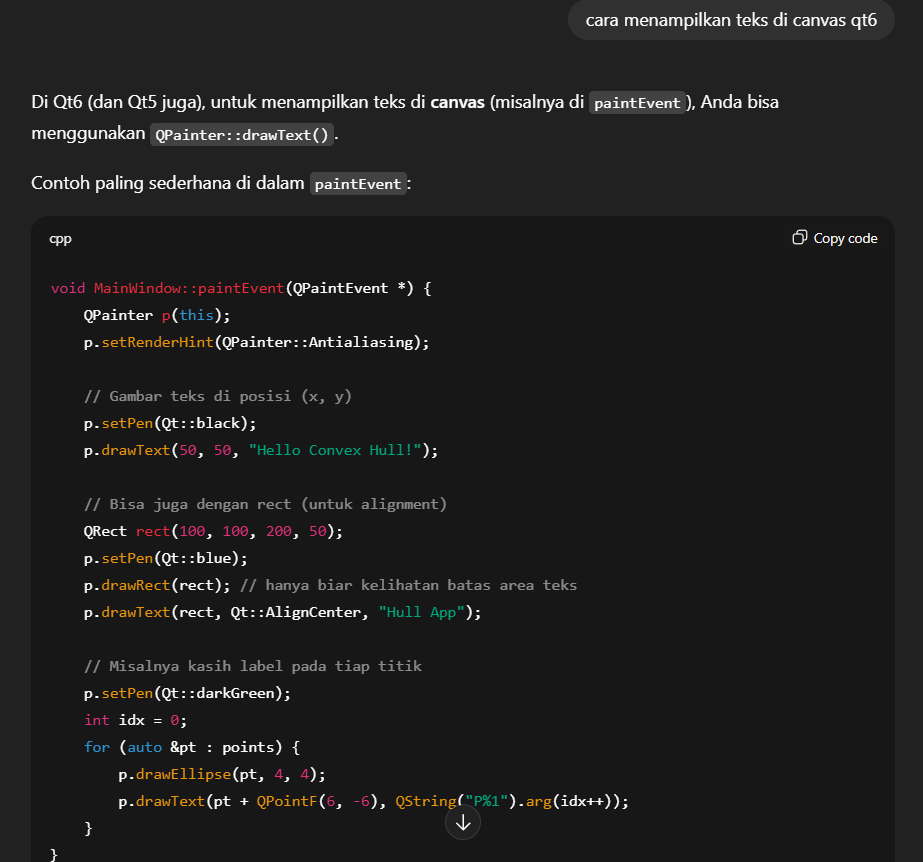 cara menampilkan teks di canvas qt6
Di Qt6 (dan Qt5 juga), untuk menampilkan teks di canvas (misalnya di paintEvent), Anda bisa
menggunakan QPainter::drawText().
Contoh paling sederhana di dalam paintEvent:
cpp
Copy code
void MainWindow::paintEvent(QPaintEvent *) {
    QPainter p(this);
    p.setRenderHint(QPainter::Antialiasing);
    // Gambar teks di posisi (x, y)
    p.setPen(Qt::black);
    p.drawText(50, 50, "Hello Convex Hull!");
    // Bisa juga dengan rect (untuk alignment)
    QRect rect(100, 100, 200, 50);
    p.setPen(Qt::blue);
    p.drawRect(rect); // hanya biar kelihatan batas area teks
    p.drawText(rect, Qt::AlignCenter, "Hull App");
    // Misalnya kasih label pada tiap titik
    p.setPen(Qt::darkGreen);
    int idx = 0;
    for (auto &pt : points) {
        p.drawEllipse(pt, 4, 4);
        p.drawText(pt + QPointF(6, -6), QString("P%1").arg(idx++));
    }
}